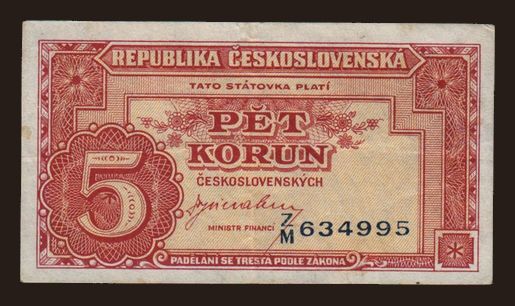 REPUBLIKA ČESKOSLOVENSKÁ
TATO STÁTOVKA PLATÍ
PĚT
KORUN
ČESKOSLOVENSKÝCH
5
MINISTR FINANCÍ
Z/M 634995
PADĚLÁNÍ SE TRESTÁ PODLE ZÁKONA